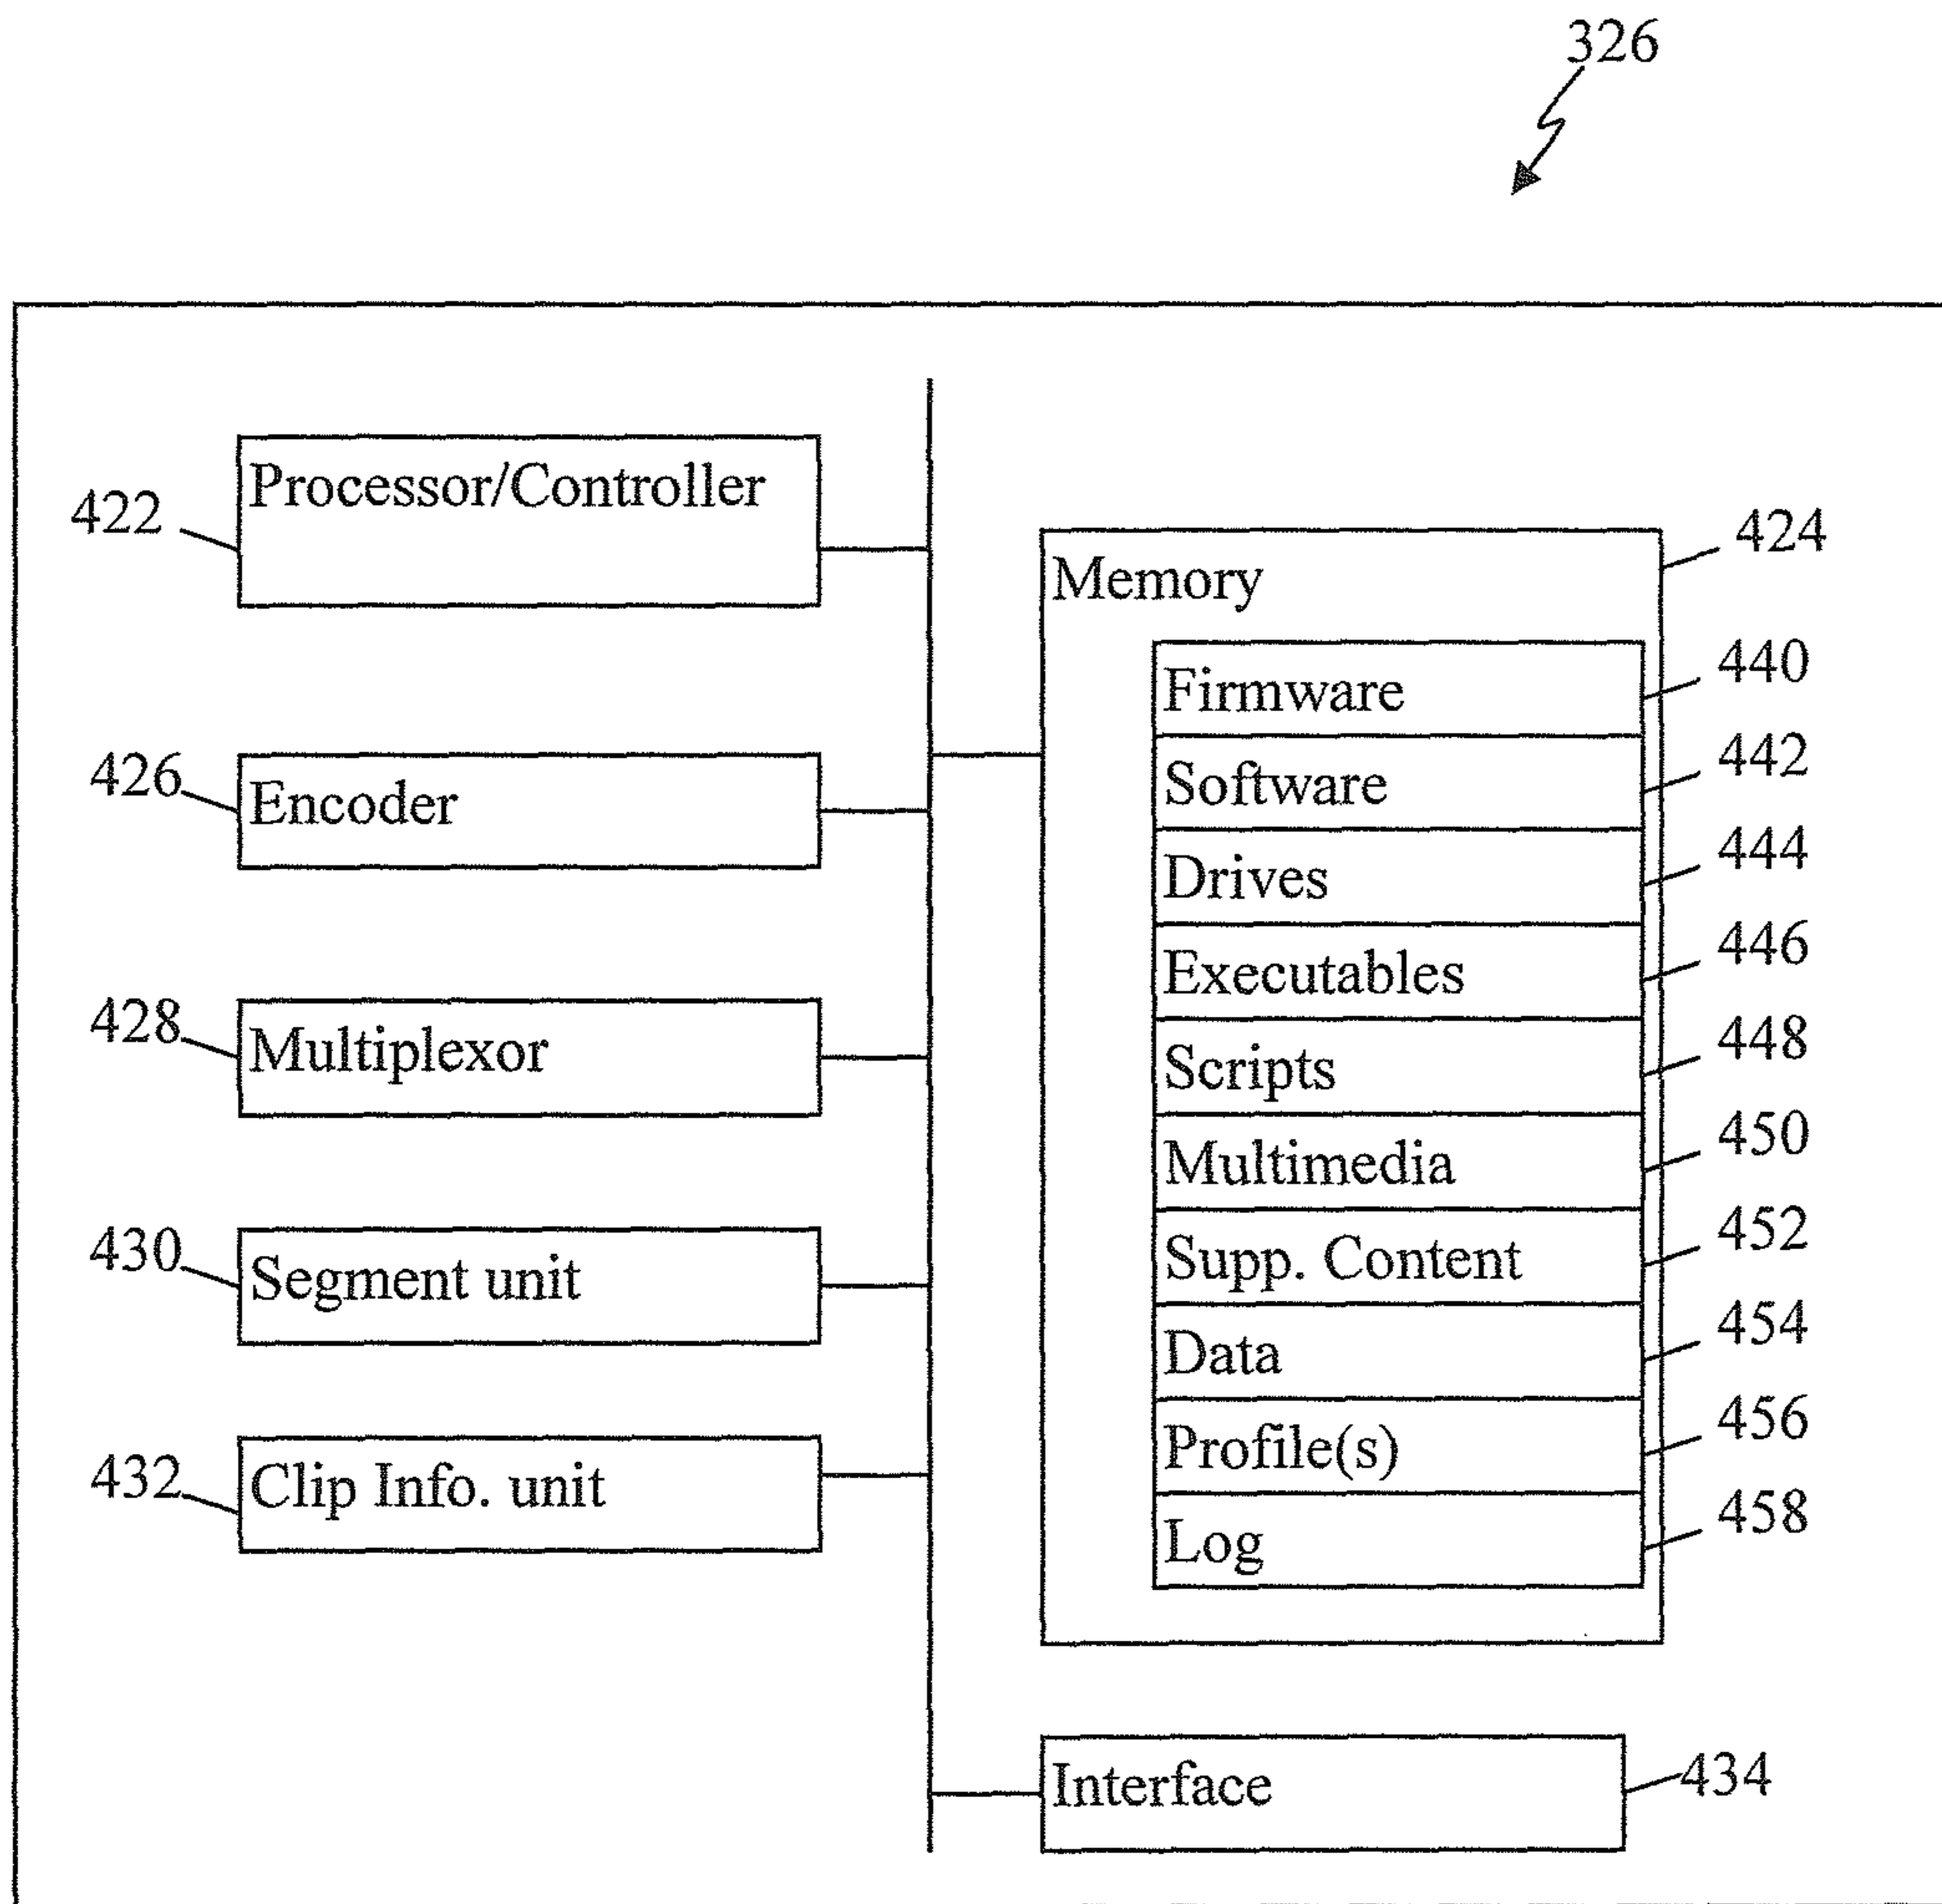 326
Processor/Controller
422
424
Memory
440
Firmware
442
Software
426
Encoder
444
Drives
446
Executables
428
Multiplexor
448
Scripts
450
Multimedia
430
Segment unit
452
Supp. Content
454
Data
432
Clip Info. unit
456
Profile(s)
458
Log
Interface
434